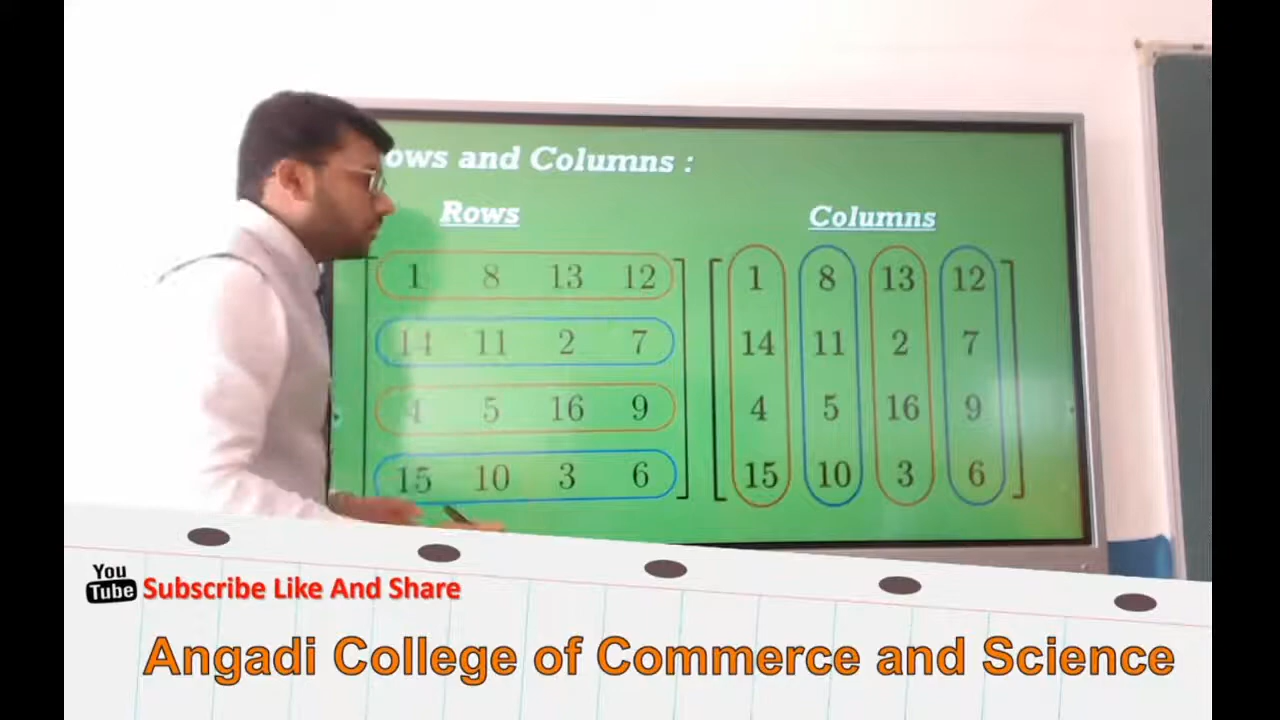 ows and Columns :
Rows
Columns
1 8 13 12
14 11 2 7
4 5 16 9
15 10 3 6
1 8 13 12
14 11 2 7
4 5 16 9
15 10 3 6
You
Tube
Subscribe Like And Share
Angadi College of Commerce and Science